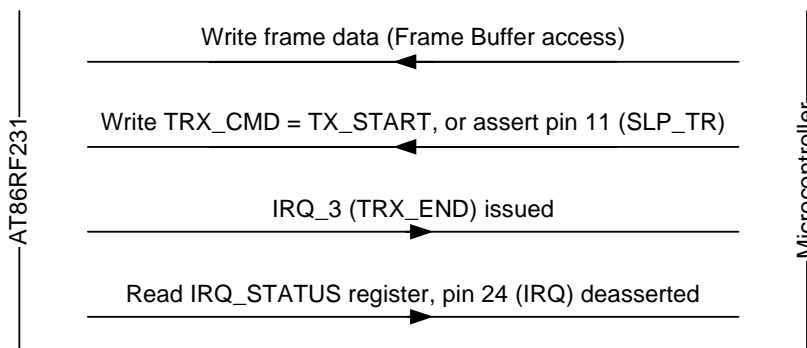 Write frame data (Frame Buffer access)
Write TRX_CMD = TX_START, or assert pin 11 (SLP_TR)
IRQ_3 (TRX_END) issued
Read IRQ_STATUS register, pin 24 (IRQ) deasserted
AT86RF231
Microcontroller